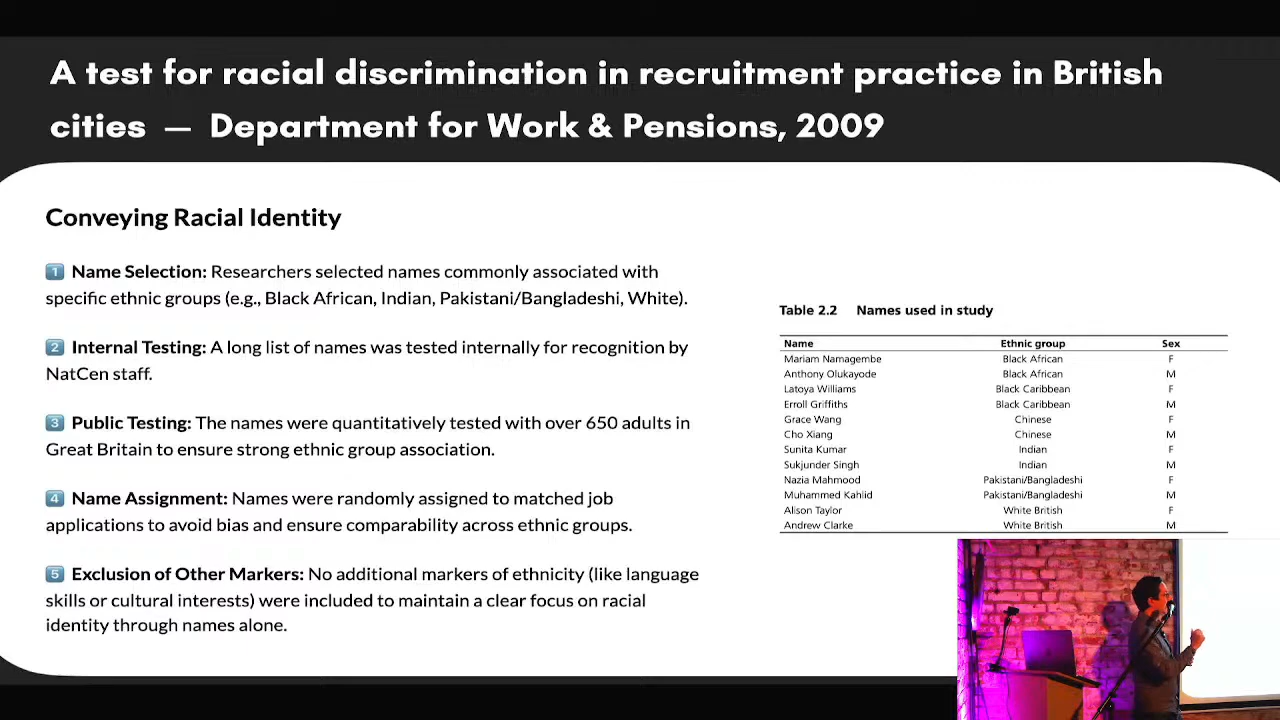 A test for racial discrimination in recruitment practice in British
cities — Department for Work & Pensions, 2009
Conveying Racial Identity
1 Name Selection: Researchers selected names commonly associated with
specific ethnic groups (e.g., Black African, Indian, Pakistani/Bangladeshi, White).
2 Internal Testing: A long list of names was tested internally for recognition by
NatCen staff.
3 Public Testing: The names were quantitatively tested with over 650 adults in
Great Britain to ensure strong ethnic group association.
4 Name Assignment: Names were randomly assigned to matched job
applications to avoid bias and ensure comparability across ethnic groups.
5 Exclusion of Other Markers: No additional markers of ethnicity (like language
skills or cultural interests) were included to maintain a clear focus on racial
identity through names alone.
Table 2.2 Names used in study
Name Ethnic group Sex
Mariam Namagembe Black African F
Anthony Olukayode Black African M
Latoya Williams Black Caribbean F
Erroll Griffiths Black Caribbean M
Grace Wang Chinese F
Cho Xiang Chinese M
Sunita Kumar Indian F
Sukjunder Singh Indian M
Nazia Mahmood Pakistani/Bangladeshi F
Muhammed Kahlid Pakistani/Bangladeshi M
Alison Taylor White British F
Andrew Clarke White British M